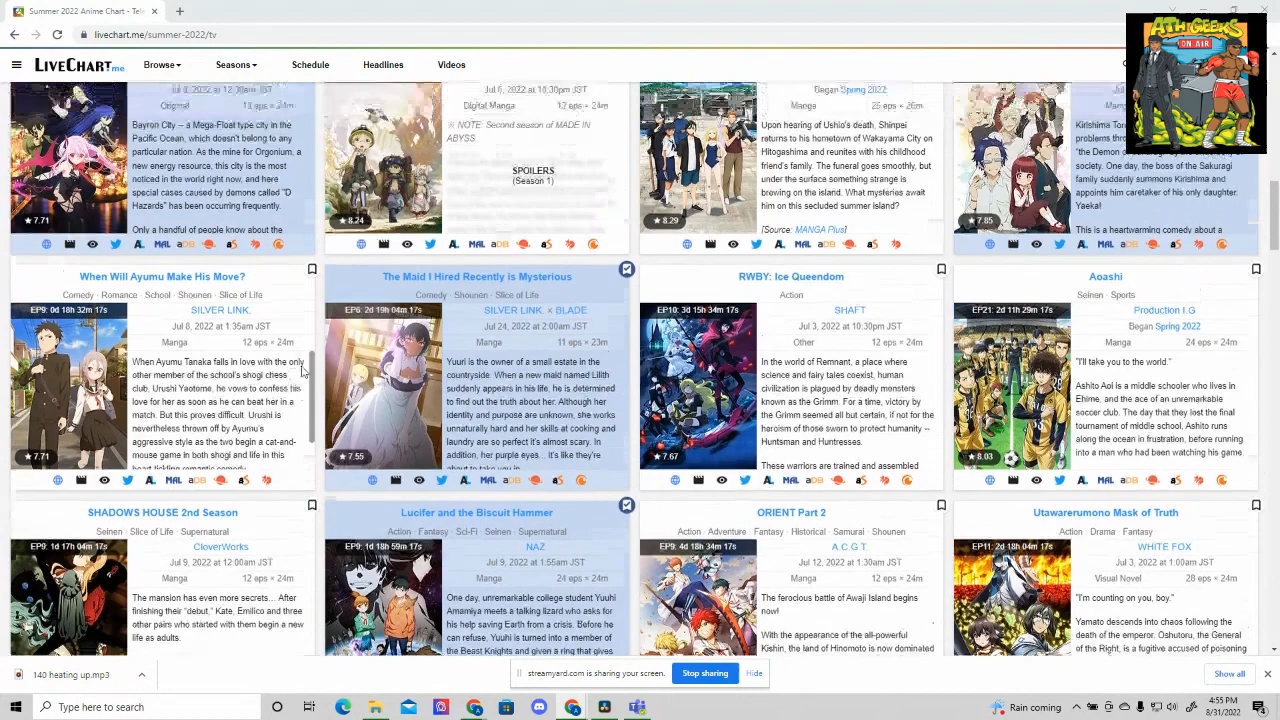 Summer 2022 Anime Chart - Tele
livechart.me/summer-2022/tv
ATH GEEKS
ON AIR
LIVECHART.me
Browse
Seasons
Schedule
Headlines
Videos
Original
13 eps × 24m
Bayron City – a Mega-Float type city in the
Pacific Ocean, which doesn't belong to any
particular nation. As the mine for Orgonium, a
new energy resource, this city is the most
noticed in the world right now, and here
special cases caused by demons called "D
Hazards" has been occurring frequently.
Only a handful of people know about the
7.71
Jul 6, 2022 at 10:30pm JST
Digital Manga
12 eps × 24m
※ NOTE: Second season of MADE IN
ABYSS.
SPOILERS
(Season 1)
8.24
Began Spring 2022
Manga
25 eps × 26m
Upon hearing of Ushio's death, Shinpei
returns to his hometown of Wakayama City on
Hitogashima and reunites with his childhood
friend's family. The funeral goes smoothly, but
under the surface something strange is
brewing on the island. What mysteries await
him on this secluded summer island?
[Source: MANGA Plus]
8.29
Kirishima
problems
"the Demon
society. One day, the boss of the Sakuragi
family suddenly summons Kirishima and
appoints him caretaker of his only daughter.
Yaeka!
This is a heartwarming comedy about a
7.85
When Will Ayumu Make His Move?
Comedy · Romance · School · Shounen · Slice of Life
EP9: 0d 18h 32m 17s
SILVER LINK.
Jul 8, 2022 at 1:35am JST
Manga
12 eps × 24m
When Ayumu Tanaka falls in love with the only
other member of the school's shogi chess
club, Urushi Yaotome, he vows to confess his
love for her as soon as he can beat her in a
match. But this proves difficult. Urushi is
nevertheless thrown off by Ayumu's
aggressive style as the two begin a cat-and-
mouse game in both shogi and life in this
heart tickling romantic comedy.
7.71
The Maid I Hired Recently is Mysterious
Comedy · Shounen · Slice of Life
EP6: 2d 19h 04m 17s
SILVER LINK. × BLADE
Jul 24, 2022 at 2:00am JST
Manga
11 eps × 23m
Yuuri is the owner of a small estate in the
countryside. When a new maid named Lilith
suddenly appears in his life, he is determined
to find out the truth about her. Although her
identity and purpose are unknown, she works
unnaturally hard and her skills at cooking and
laundry are so perfect it's almost scary. In
addition, her purple eyes... It's like they're
about to take you in
7.55
RWBY: Ice Queendom
Action
EP10: 3d 15h 34m 17s
SHAFT
Jul 3, 2022 at 10:30pm JST
Other
12 eps × 24m
In the world of Remnant, a place where
science and fairy tales coexist, human
civilization is plagued by deadly monsters
known as the Grimm. For a time, victory by
the Grimm seemed all but certain, if not for the
heroism of those sworn to protect humanity --
Huntsman and Huntresses.
These warriors are trained and assembled
7.67
Aoashi
Seinen · Sports
EP21: 2d 11h 29m 17s
Production I.G
Began Spring 2022
Manga
24 eps × 24m
"I'll take you to the world."
Ashito Aoi is a middle schooler who lives in
Ehime, and the ace of an unremarkable
soccer club. The day that they lost the final
tournament of middle school, Ashito runs
along the ocean in frustration, before running
into a man who had been watching his game.
8.03
SHADOWS HOUSE 2nd Season
Seinen · Slice of Life · Supernatural
EP9: 1d 17h 04m 17s
CloverWorks
Jul 9, 2022 at 12:00am JST
Manga
12 eps × 24m
The mansion has even more secrets... After
finishing their "debut," Kate, Emilico and three
other pairs who started with them begin a new
life as adults.
Lucifer and the Biscuit Hammer
Action · Fantasy · Sci-Fi · Seinen · Supernatural
EP9: 1d 18h 59m 17s
NAZ
Jul 9, 2022 at 1:55am JST
Manga
24 eps × 24m
One day, unremarkable college student Yuuhi
Amamiya meets a talking lizard who asks for
his help saving Earth from a crisis. Before he
can refuse, Yuuhi is turned into a member of
the Beast Knights and given a ring that gives
ORIENT Part 2
Action · Adventure · Fantasy · Historical · Samurai · Shounen
EP9: 4d 18h 34m 17s
A.C.G.T.
Jul 12, 2022 at 1:30am JST
Manga
12 eps × 24m
The ferocious battle of Awaji Island begins
now!
With the appearance of the all-powerful
Kishin, the land of Hinomoto is now dominated
Utawarerumono Mask of Truth
Action · Drama · Fantasy
EP11: 2d 18h 04m 17s
WHITE FOX
Jul 3, 2022 at 1:00am JST
Visual Novel
28 eps × 24m
"I'm counting on you, boy."
Yamato descends into chaos following the
death of the emperor. Oshutoru, the General
of the Right, is a fugitive accused of poisoning
140 heating up.mp3
streamyard.com is sharing your screen.
Stop sharing
Hide
Show all
Type here to search
Rain coming
4:55 PM
8/31/2022